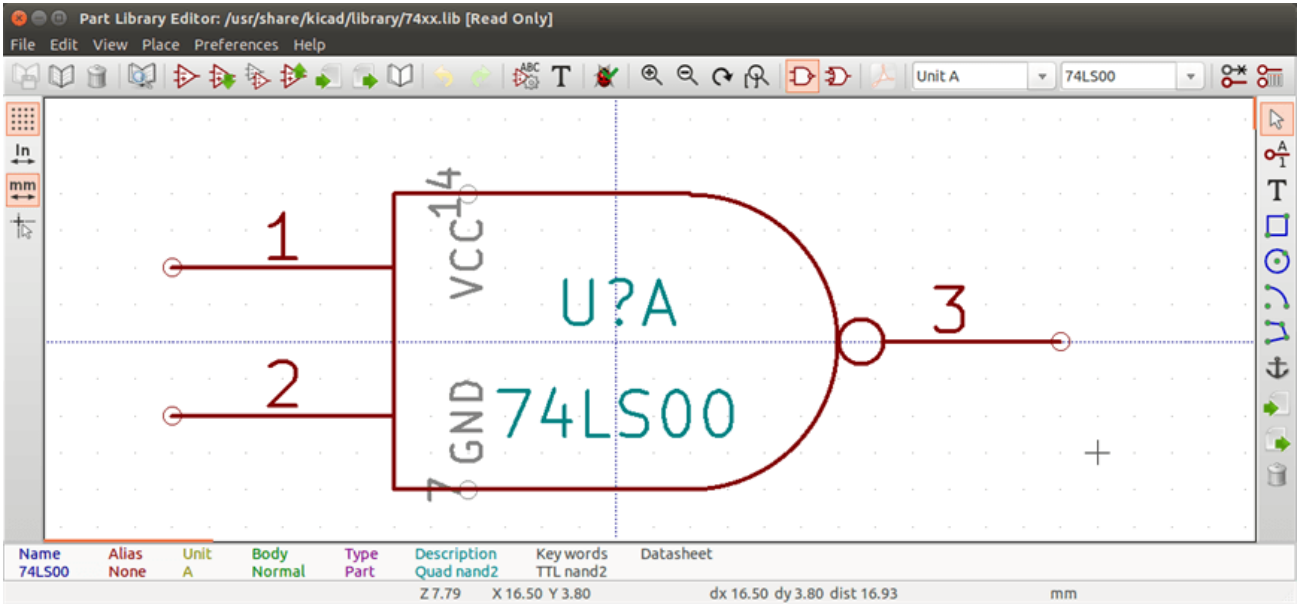 Part Library Editor: /usr/share/kicad/library/74xx.lib [Read Only]
File Edit View Place Preferences Help
ABC T Unit A 74LS00
In
mm
A
1
T
14
VCC
1
U?A
3
2
GND
74LS00
7
Name Alias Unit Body Type Description Key words Datasheet
74LS00 None A Normal Part Quad nand2 TTL nand2
Z 7.79 X 16.50 Y 3.80 dx 16.50 dy 3.80 dist 16.93 mm